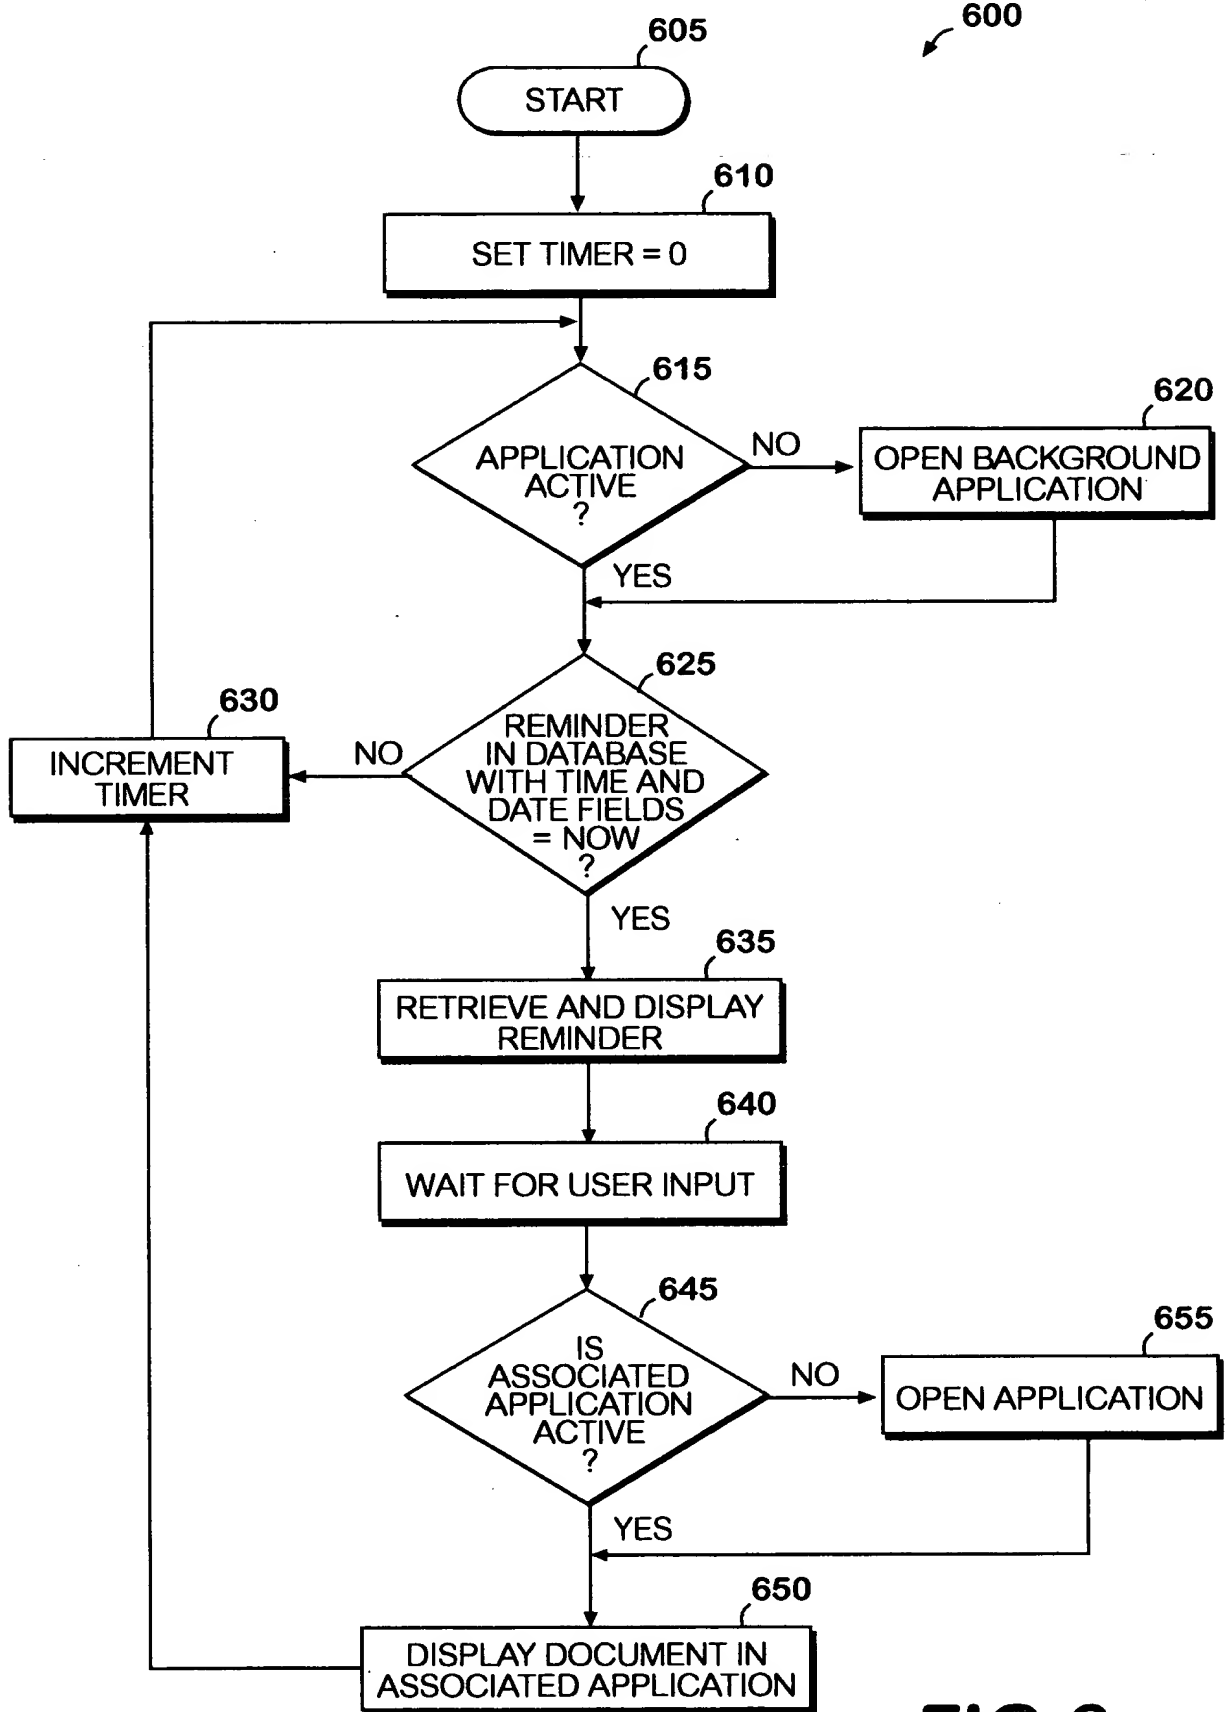 600
605
START
610
SET TIMER = 0
615
APPLICATION
ACTIVE
?
NO
620
OPEN BACKGROUND
APPLICATION
YES
625
REMINDER
IN DATABASE
WITH TIME AND
DATE FIELDS
= NOW
?
NO
630
INCREMENT
TIMER
YES
635
RETRIEVE AND DISPLAY
REMINDER
640
WAIT FOR USER INPUT
645
IS
ASSOCIATED
APPLICATION
ACTIVE
?
NO
655
OPEN APPLICATION
YES
650
DISPLAY DOCUMENT IN
ASSOCIATED APPLICATION